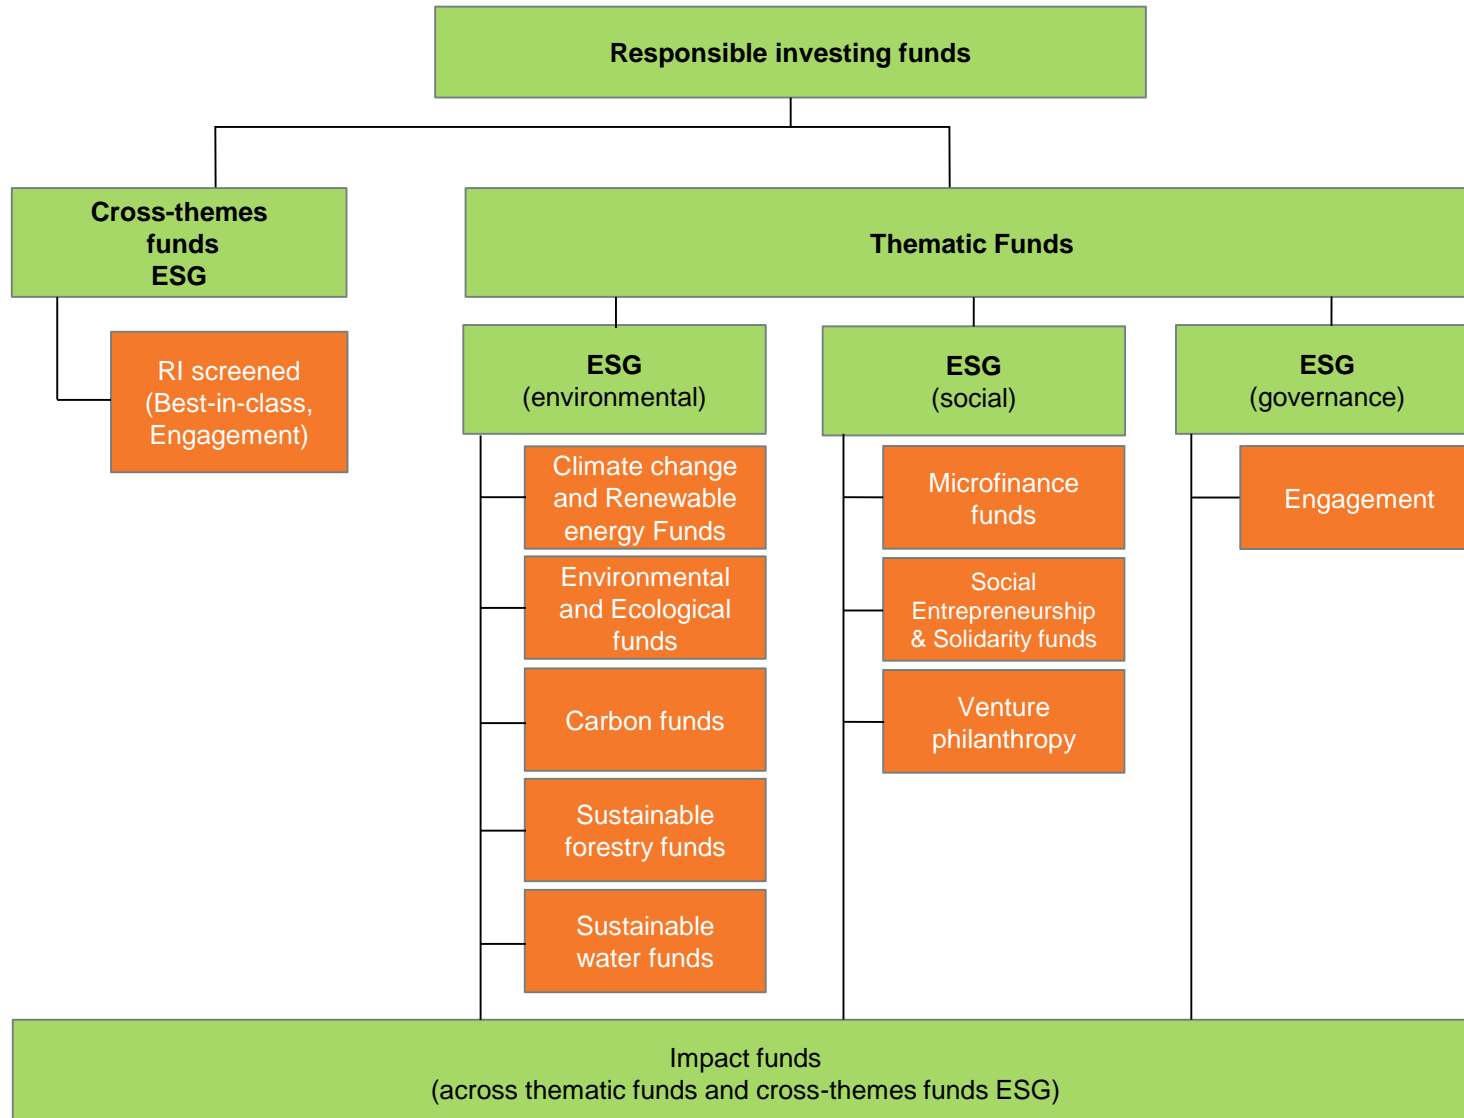 Responsible investing funds
Cross-themes
funds
ESG
Thematic Funds
RI screened
(Best-in-class,
Engagement)
ESG
(environmental)
Climate change
and Renewable
energy Funds
Environmental
and Ecological
funds
Carbon funds
Sustainable
forestry funds
Sustainable
water funds
ESG
(social)
Microfinance
funds
Social
Entrepreneurship
& Solidarity funds
Venture
philanthropy
ESG
(governance)
Engagement
Impact funds
(across thematic funds and cross-themes funds ESG)